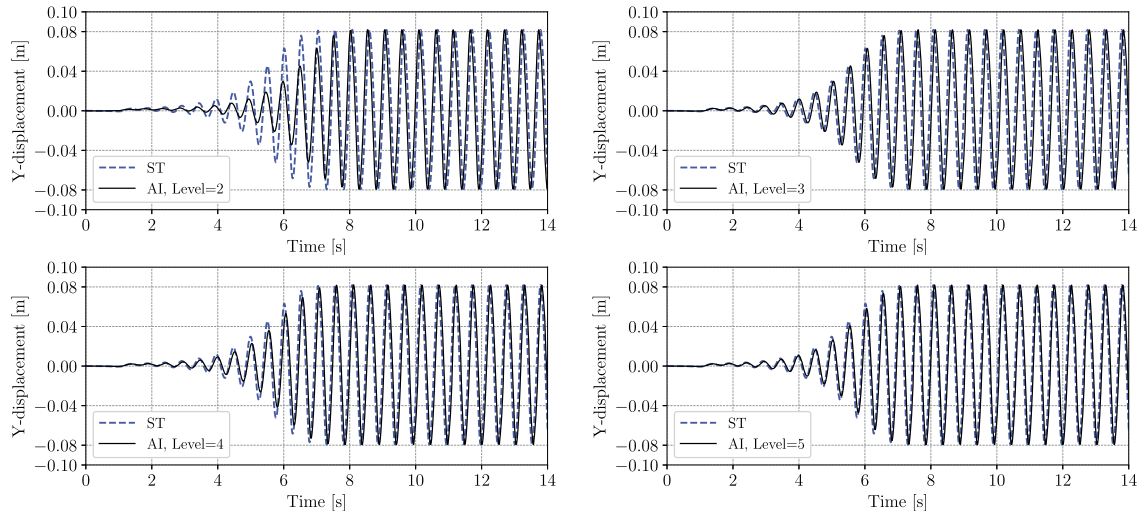 0.10
0.08
0.04
0.00
−0.04
−0.08
−0.10
Y-displacement [m]
ST
AI, Level=2
0 2 4 6 8 10 12 14
Time [s]
0.10
0.08
0.04
0.00
−0.04
−0.08
−0.10
Y-displacement [m]
ST
AI, Level=3
0 2 4 6 8 10 12 14
Time [s]
0.10
0.08
0.04
0.00
−0.04
−0.08
−0.10
Y-displacement [m]
ST
AI, Level=4
0 2 4 6 8 10 12 14
Time [s]
0.10
0.08
0.04
0.00
−0.04
−0.08
−0.10
Y-displacement [m]
ST
AI, Level=5
0 2 4 6 8 10 12 14
Time [s]